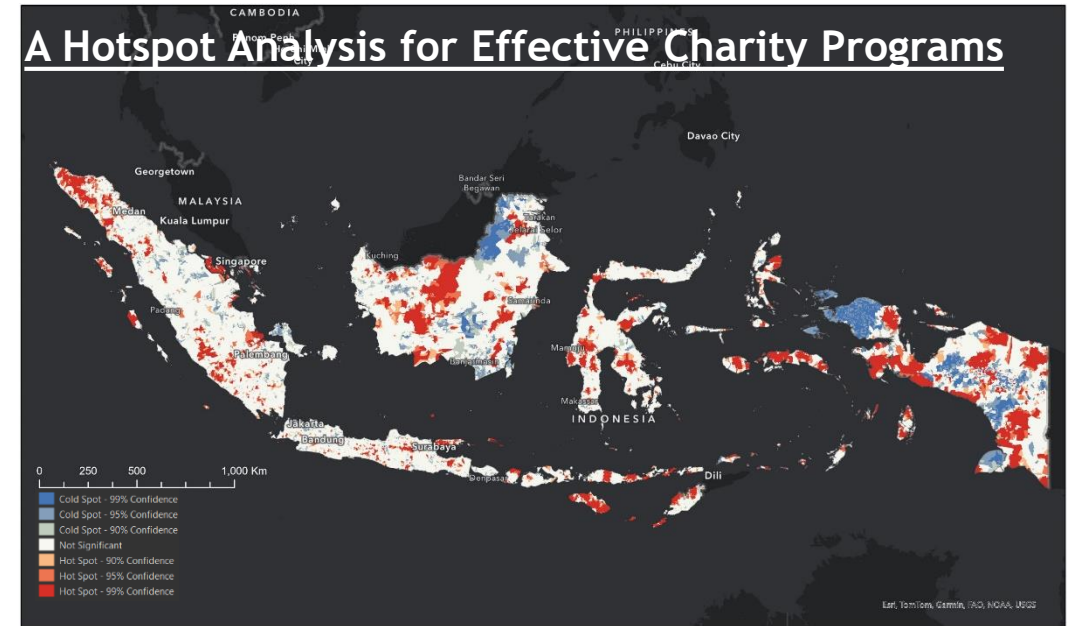 CAMBODIA
PHILIPPINES
A Hotspot Analysis for Effective Charity Programs
Cebu City
Davao City
Georgetown
Bandar Seri
Begawan
MALAYSIA
Medan
Kuala Lumpur
Tarakan
Kuching
Singapore
Samarinda
Padang
Palembang
Mamuju
Banjarmasin
Makassar
INDONESIA
Jakarta
Bandung
Surabaya
Denpasar
Dili
0 250 500 1,000 Km
Cold Spot - 99% Confidence
Cold Spot - 95% Confidence
Cold Spot - 90% Confidence
Not Significant
Hot Spot - 90% Confidence
Hot Spot - 95% Confidence
Hot Spot - 99% Confidence
Esri, TomTom, Garmin, FAO, NOAA, USGS